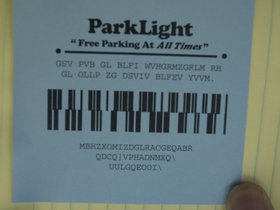 ParkLight
"Free Parking At All Times"
GSV PVB GL BLFI WVHGRMZGRLM RH
GL OLLP ZG DSVIV BLFEV YVVM.
MBHZXOMIZDGLRACGEQABR
QDCQ]VPHADNMXQ\
UULGQEOOI\